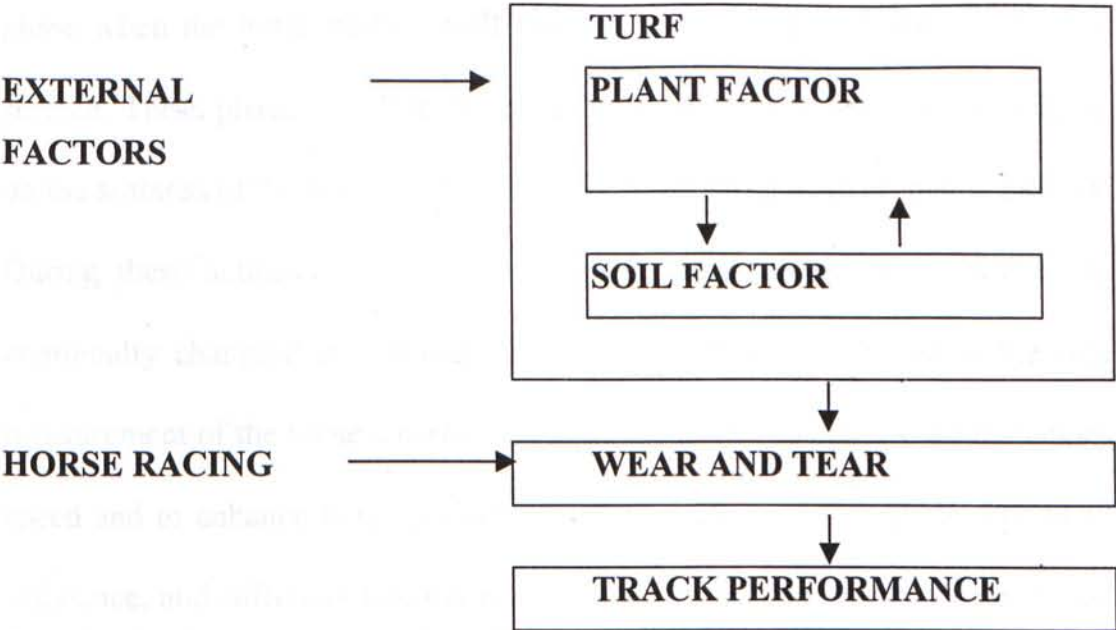 TURF
EXTERNAL
FACTORS
PLANT FACTOR
SOIL FACTOR
HORSE RACING
WEAR AND TEAR
TRACK PERFORMANCE